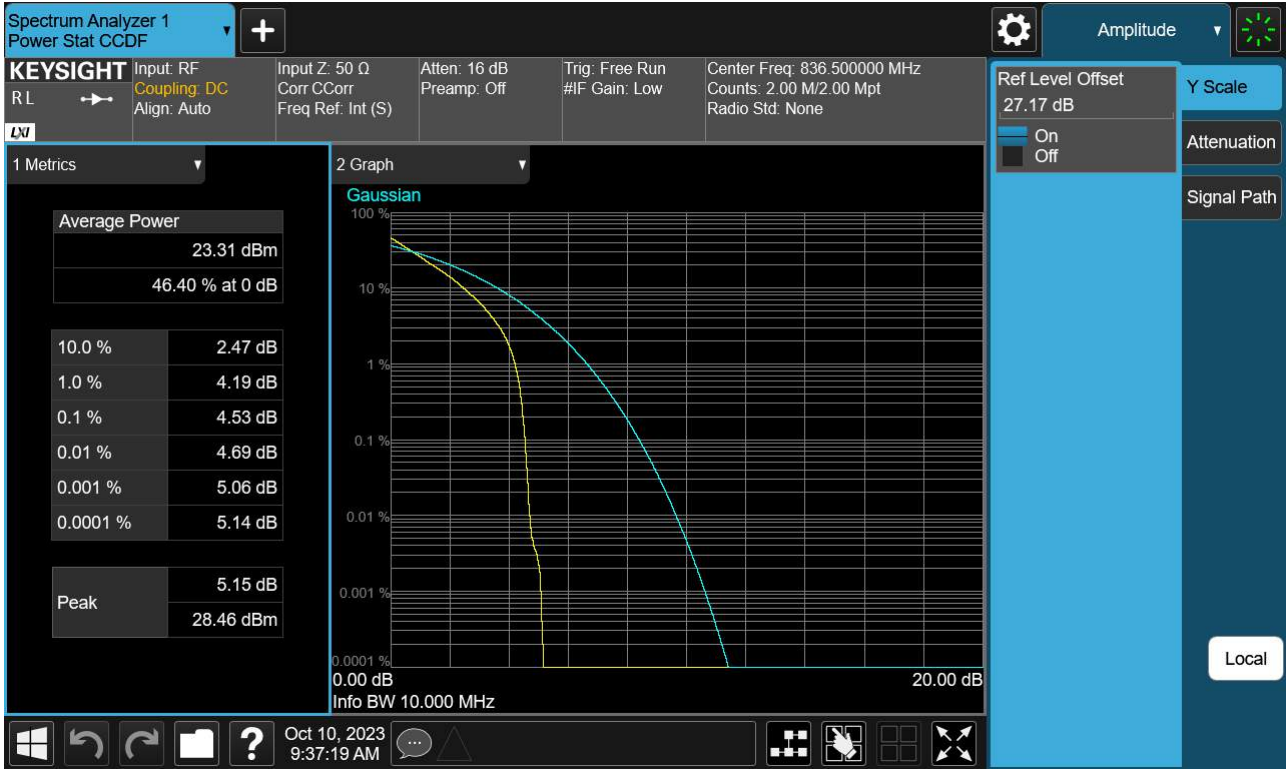 Spectrum Analyzer 1
Power Stat CCDF
Amplitude
KEYSIGHT
R L
LXI
Input: RF
Coupling: DC
Align: Auto
Input Z: 50 Ω
Corr CCorr
Freq Ref: Int (S)
Atten: 16 dB
Preamp: Off
Trig: Free Run
#IF Gain: Low
Center Freq: 836.500000 MHz
Counts: 2.00 M/2.00 Mpt
Radio Std: None
Ref Level Offset
27.17 dB
On
Off
Y Scale
Attenuation
Signal Path
Local
1 Metrics
Average Power
23.31 dBm
46.40 % at 0 dB
10.0 % 2.47 dB
1.0 % 4.19 dB
0.1 % 4.53 dB
0.01 % 4.69 dB
0.001 % 5.06 dB
0.0001 % 5.14 dB
Peak
5.15 dB
28.46 dBm
2 Graph
Gaussian
100 %
10 %
1 %
0.1 %
0.01 %
0.001 %
0.0001 %
0.00 dB 20.00 dB
Info BW 10.000 MHz
?
Oct 10, 2023
9:37:19 AM